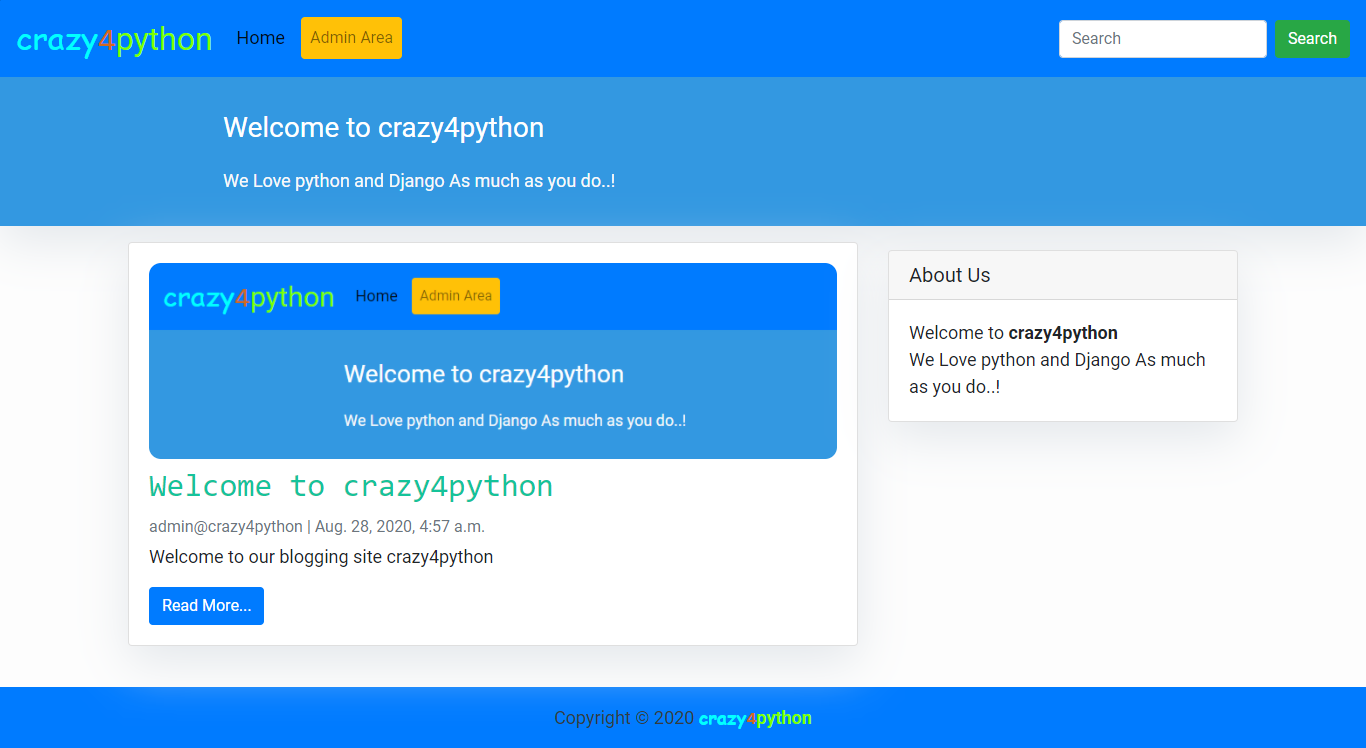 crazy4python Home Admin Area Search Search
Welcome to crazy4python
We Love python and Django As much as you do..!
crazy4python Home Admin Area
Welcome to crazy4python
We Love python and Django As much as you do..!
Welcome to crazy4python
admin@crazy4python | Aug. 28, 2020, 4:57 a.m.
Welcome to our blogging site crazy4python
Read More...
About Us
Welcome to crazy4python
We Love python and Django As much
as you do..!
Copyright © 2020 crazy4python